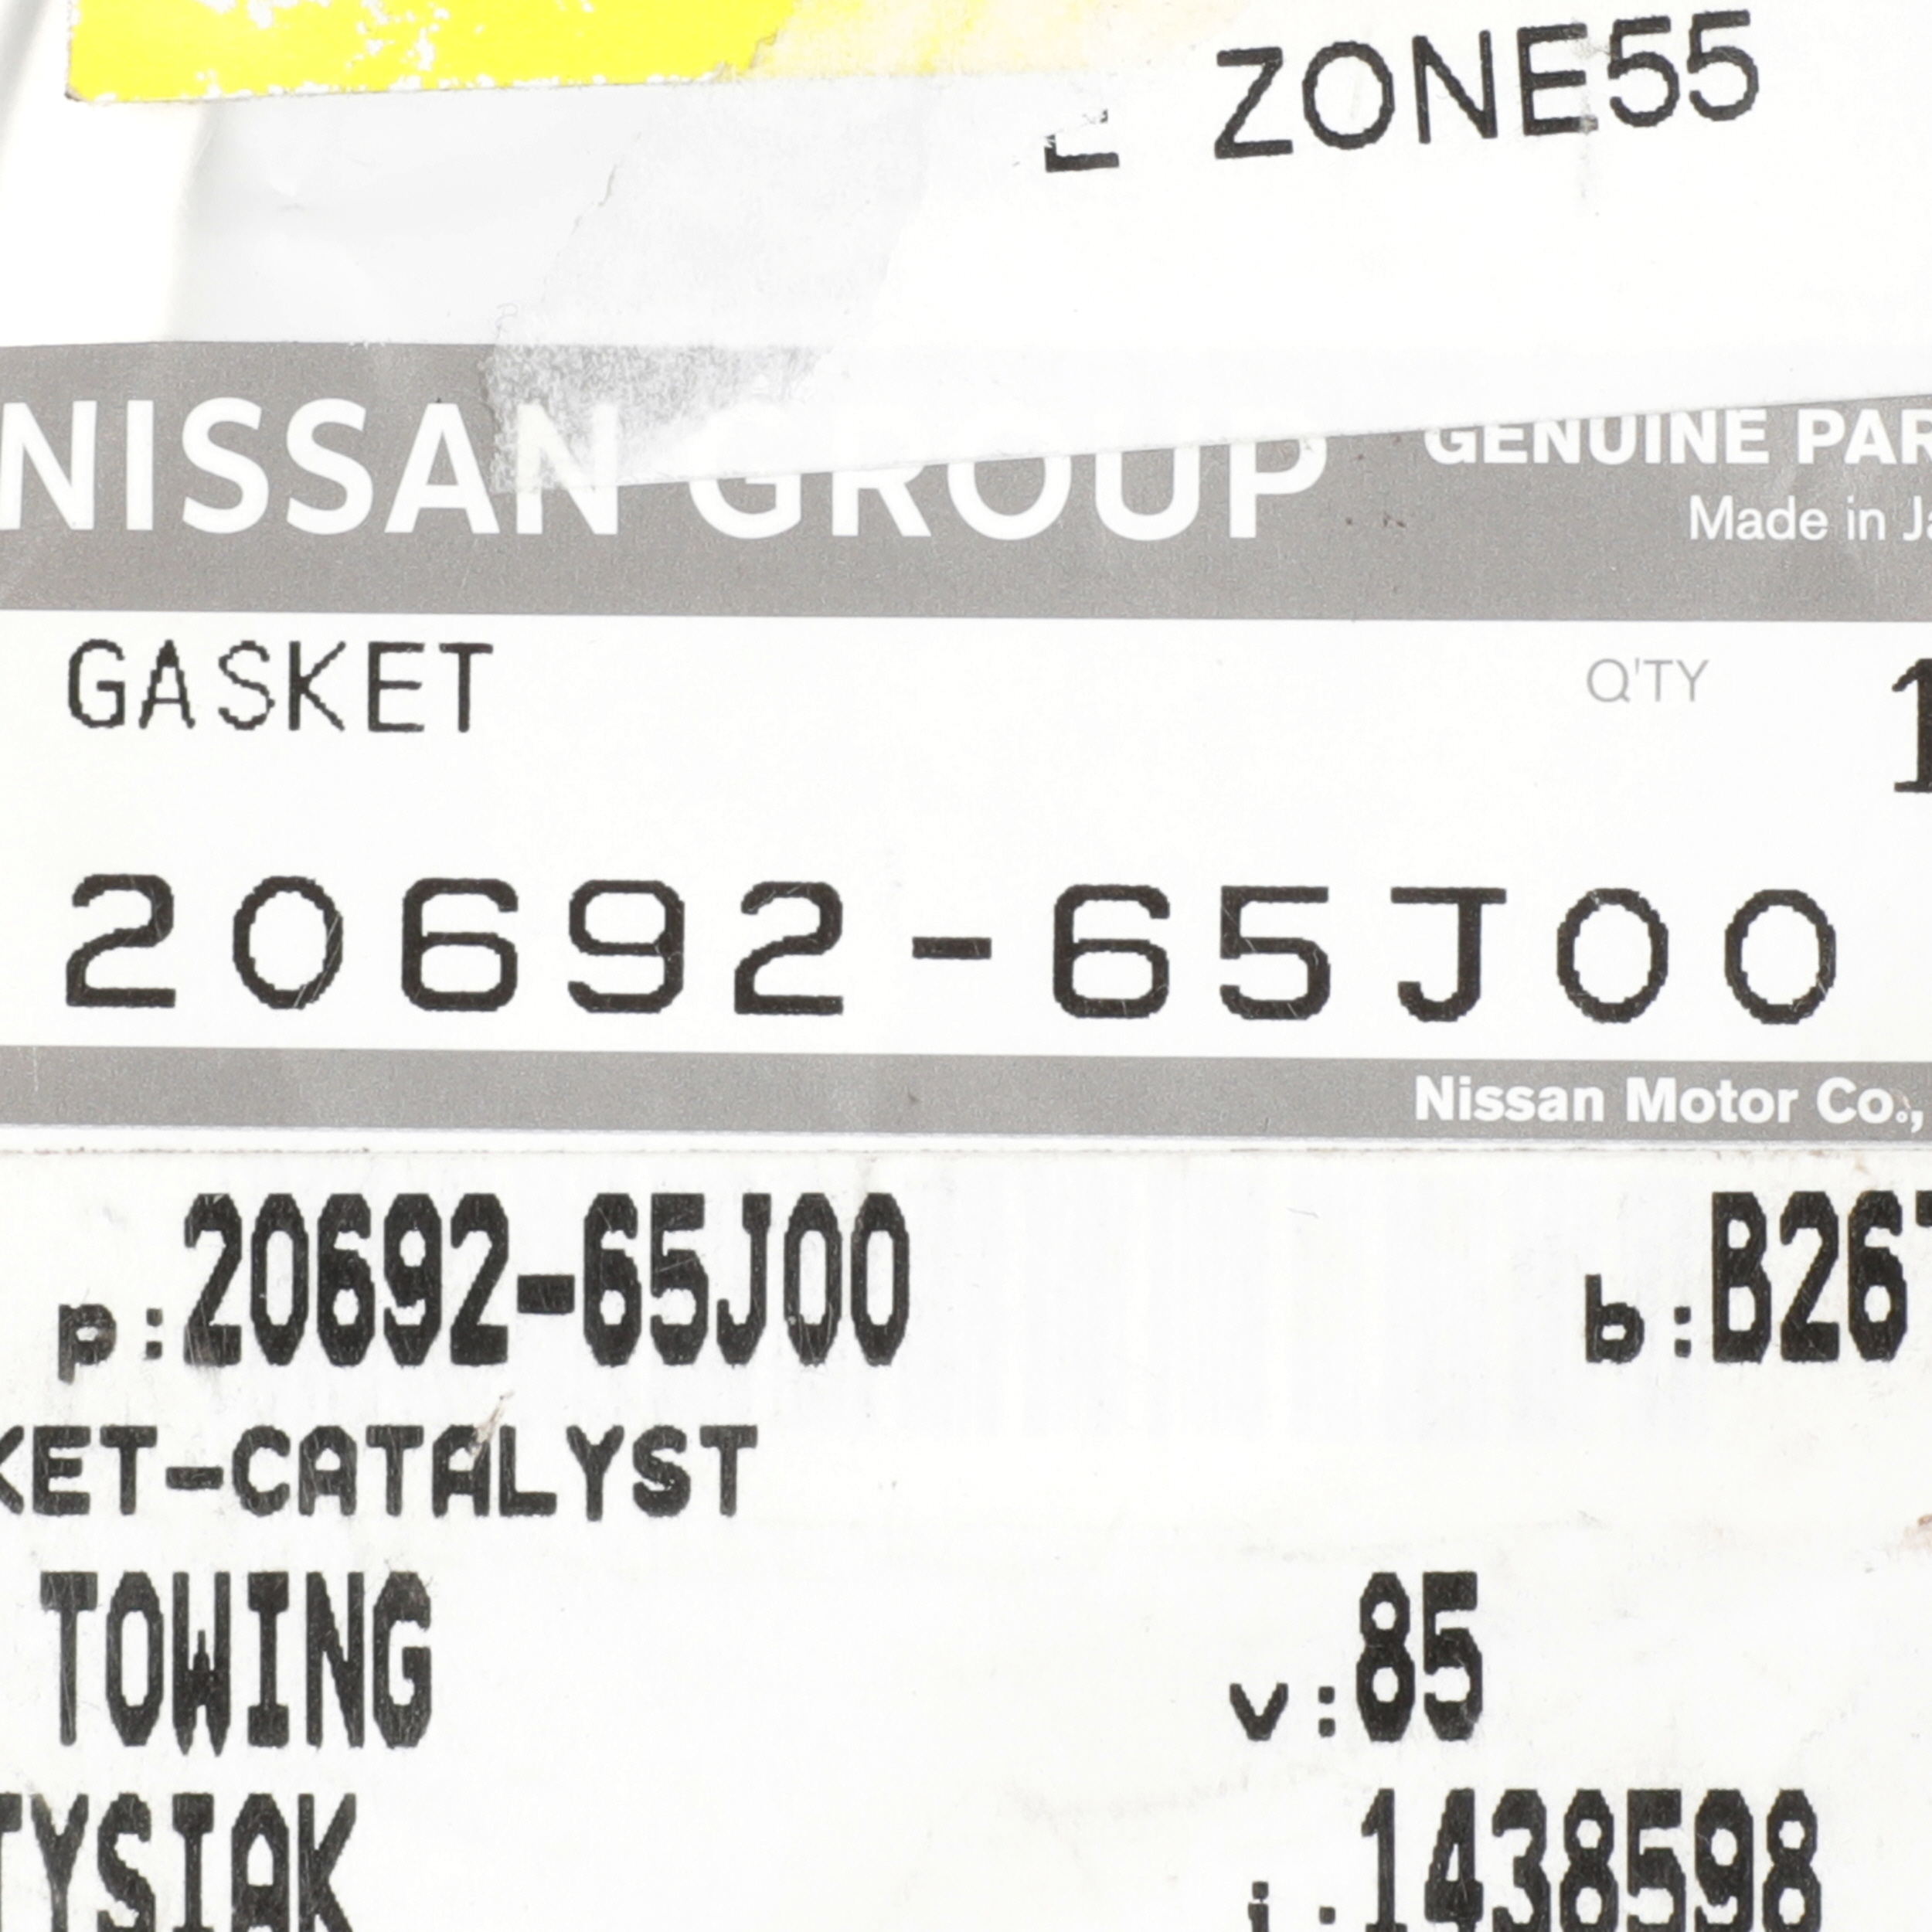 ZONE55
NISSAN GROUP GENUINE PAR
Made in Ja
GASKET Q'TY 1
20692-65J00
Nissan Motor Co.,
p:20692-65J00 b:B26
KET-CATALYST
TOWING v:85
TYSIAK i:1438598